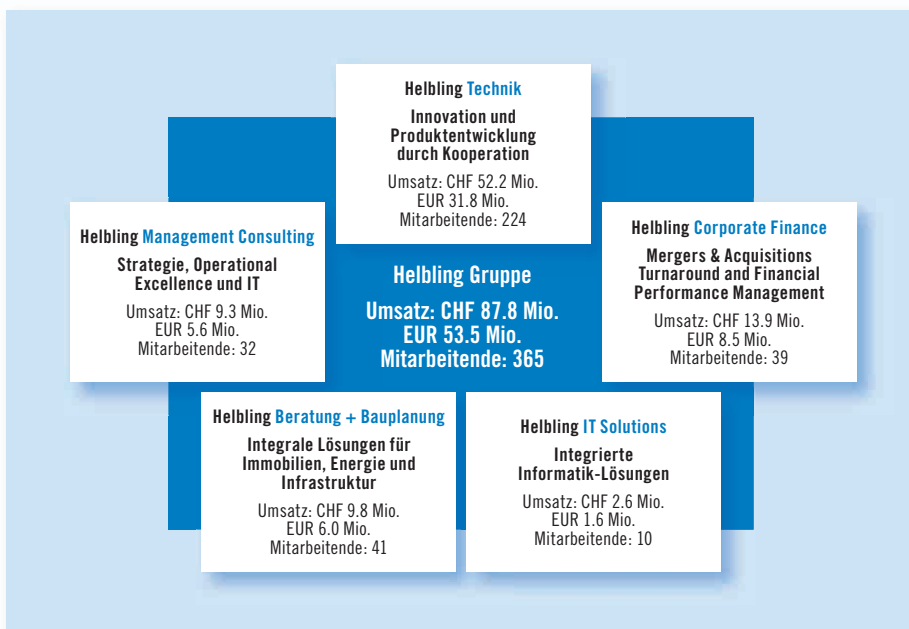 Helbling Technik
Innovation und
Produktentwicklung
durch Kooperation
Umsatz: CHF 52.2 Mio.
EUR 31.8 Mio.
Mitarbeitende: 224
Helbling Management Consulting
Strategie, Operational
Excellence und IT
Umsatz: CHF 9.3 Mio.
EUR 5.6 Mio.
Mitarbeitende: 32
Helbling Gruppe
Umsatz: CHF 87.8 Mio.
EUR 53.5 Mio.
Mitarbeitende: 365
Helbling Corporate Finance
Mergers & Acquisitions
Turnaround and Financial
Performance Management
Umsatz: CHF 13.9 Mio.
EUR 8.5 Mio.
Mitarbeitende: 39
Helbling Beratung + Bauplanung
Integrale Lösungen für
Immobilien, Energie und
Infrastruktur
Umsatz: CHF 9.8 Mio.
EUR 6.0 Mio.
Mitarbeitende: 41
Helbling IT Solutions
Integrierte
Informatik-Lösungen
Umsatz: CHF 2.6 Mio.
EUR 1.6 Mio.
Mitarbeitende: 10